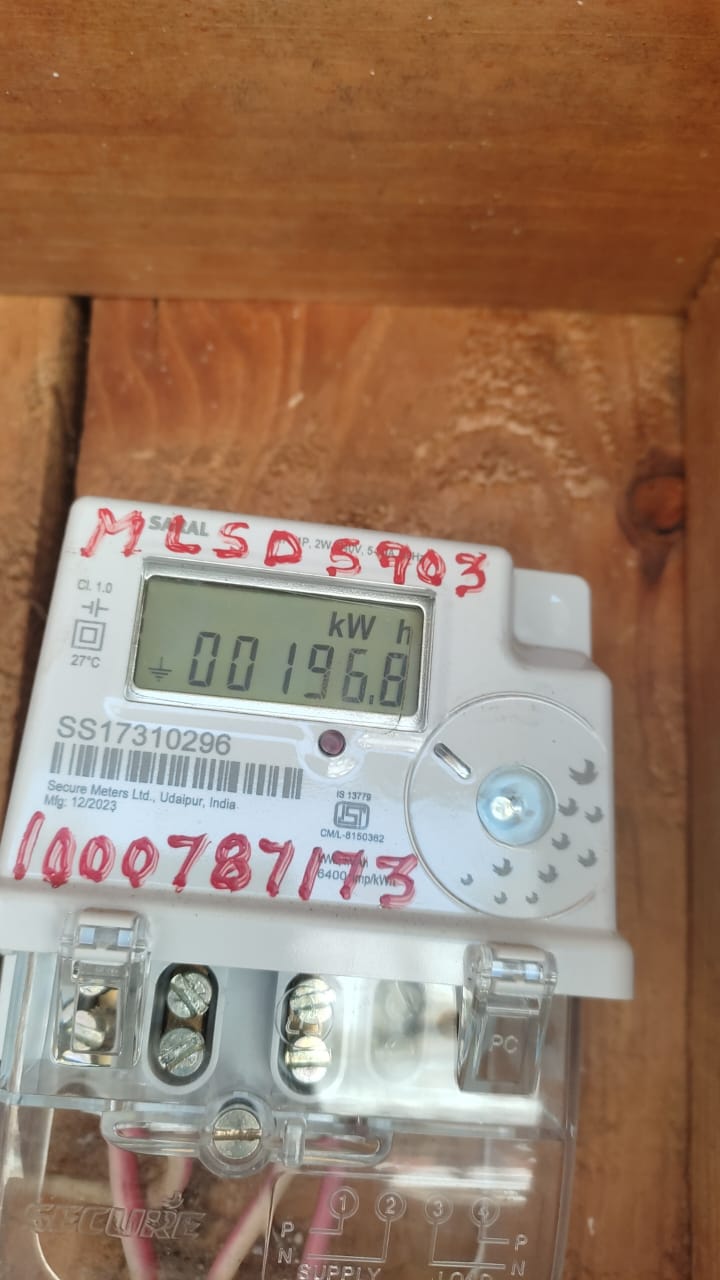 SARAL
MLSD 5903
Cl. 1.0
27°C
kW h
00196.8
SS17310296
Secure Meters Ltd., Udaipur, India
Mfg: 12/2023
IS 13779
CM/L-8150362
6400 imp/kWh
1000787173
PC
SECURE
1 2 3 4
P P
N N
SUPPLY LOAD